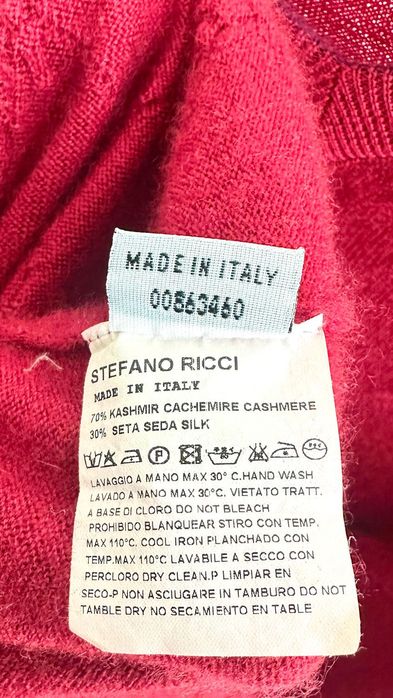 MADE IN ITALY
00863460
STEFANO RICCI
MADE IN ITALY
70% KASHMIR CACHEMIRE CASHMERE
30% SETA SEDA SILK
LAVAGGIO A MANO MAX 30° C.HAND WASH
LAVADO A MANO MAX 30°C. VIETATO TRATT.
A BASE DI CLORO DO NOT BLEACH
PROHIBIDO BLANQUEAR STIRO CON TEMP.
MAX 110°C. COOL IRON PLANCHADO CON
TEMP.MAX 110°C LAVABILE A SECCO CON
PERCLORO DRY CLEAN.P LIMPIAR EN
SECO-P NON ASCIUGARE IN TAMBURO DO NOT
TAMBLE DRY NO SECAMIENTO EN TABLE